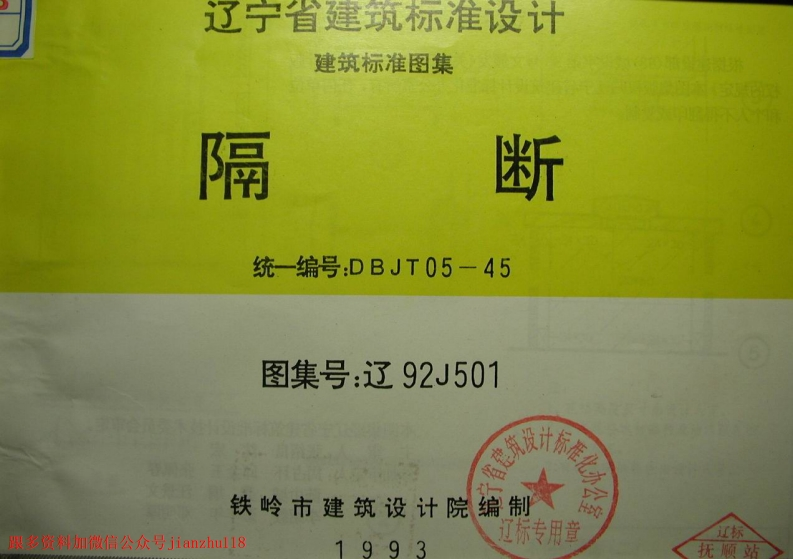 辽宁省建筑标准设计
建筑标准图集
隔 断
统一编号:DBJT05-45
图集号:辽92J501
辽宁省建筑设计标准化办公室
辽标专用章
铁岭市建筑设计院编制
1993
辽标
抚顺站
源多资料加微信公众号jianzhu118